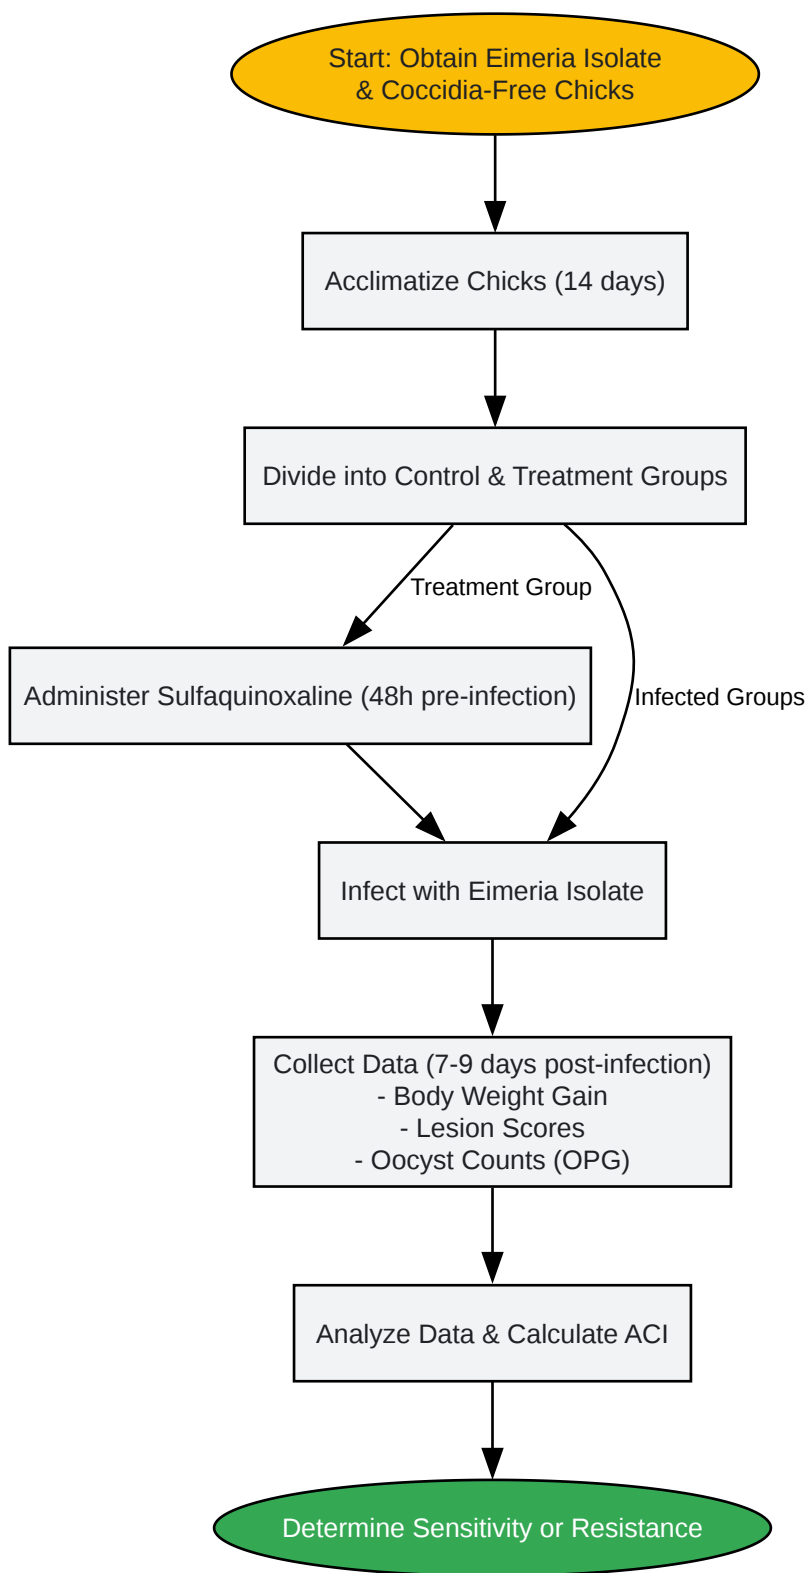 Start: Obtain Eimeria Isolate
& Coccidia-Free Chicks
Acclimatize Chicks (14 days)
Divide into Control & Treatment Groups
Treatment Group
Administer Sulfaquinoxaline (48h pre-infection)
Infected Groups
Infect with Eimeria Isolate
Collect Data (7-9 days post-infection)
- Body Weight Gain
- Lesion Scores
- Oocyst Counts (OPG)
Analyze Data & Calculate ACI
Determine Sensitivity or Resistance